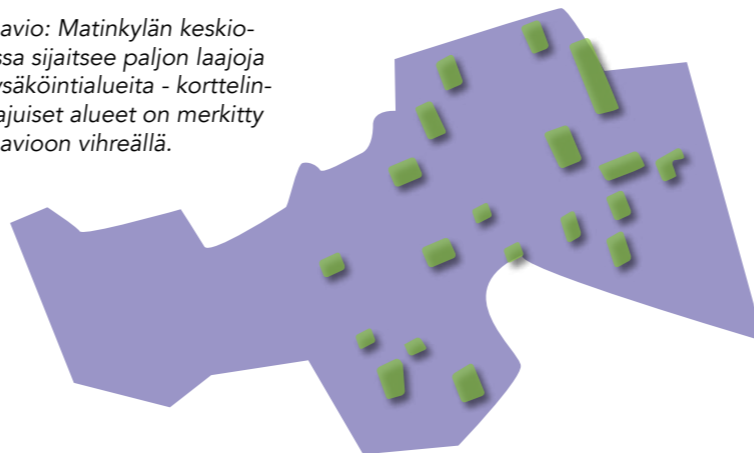 avio: Matinkylän keskio-
ssa sijaitsee paljon laajoja
ysäköintialueita - korttelin-
ajuiset alueet on merkitty
avioon vihreällä.